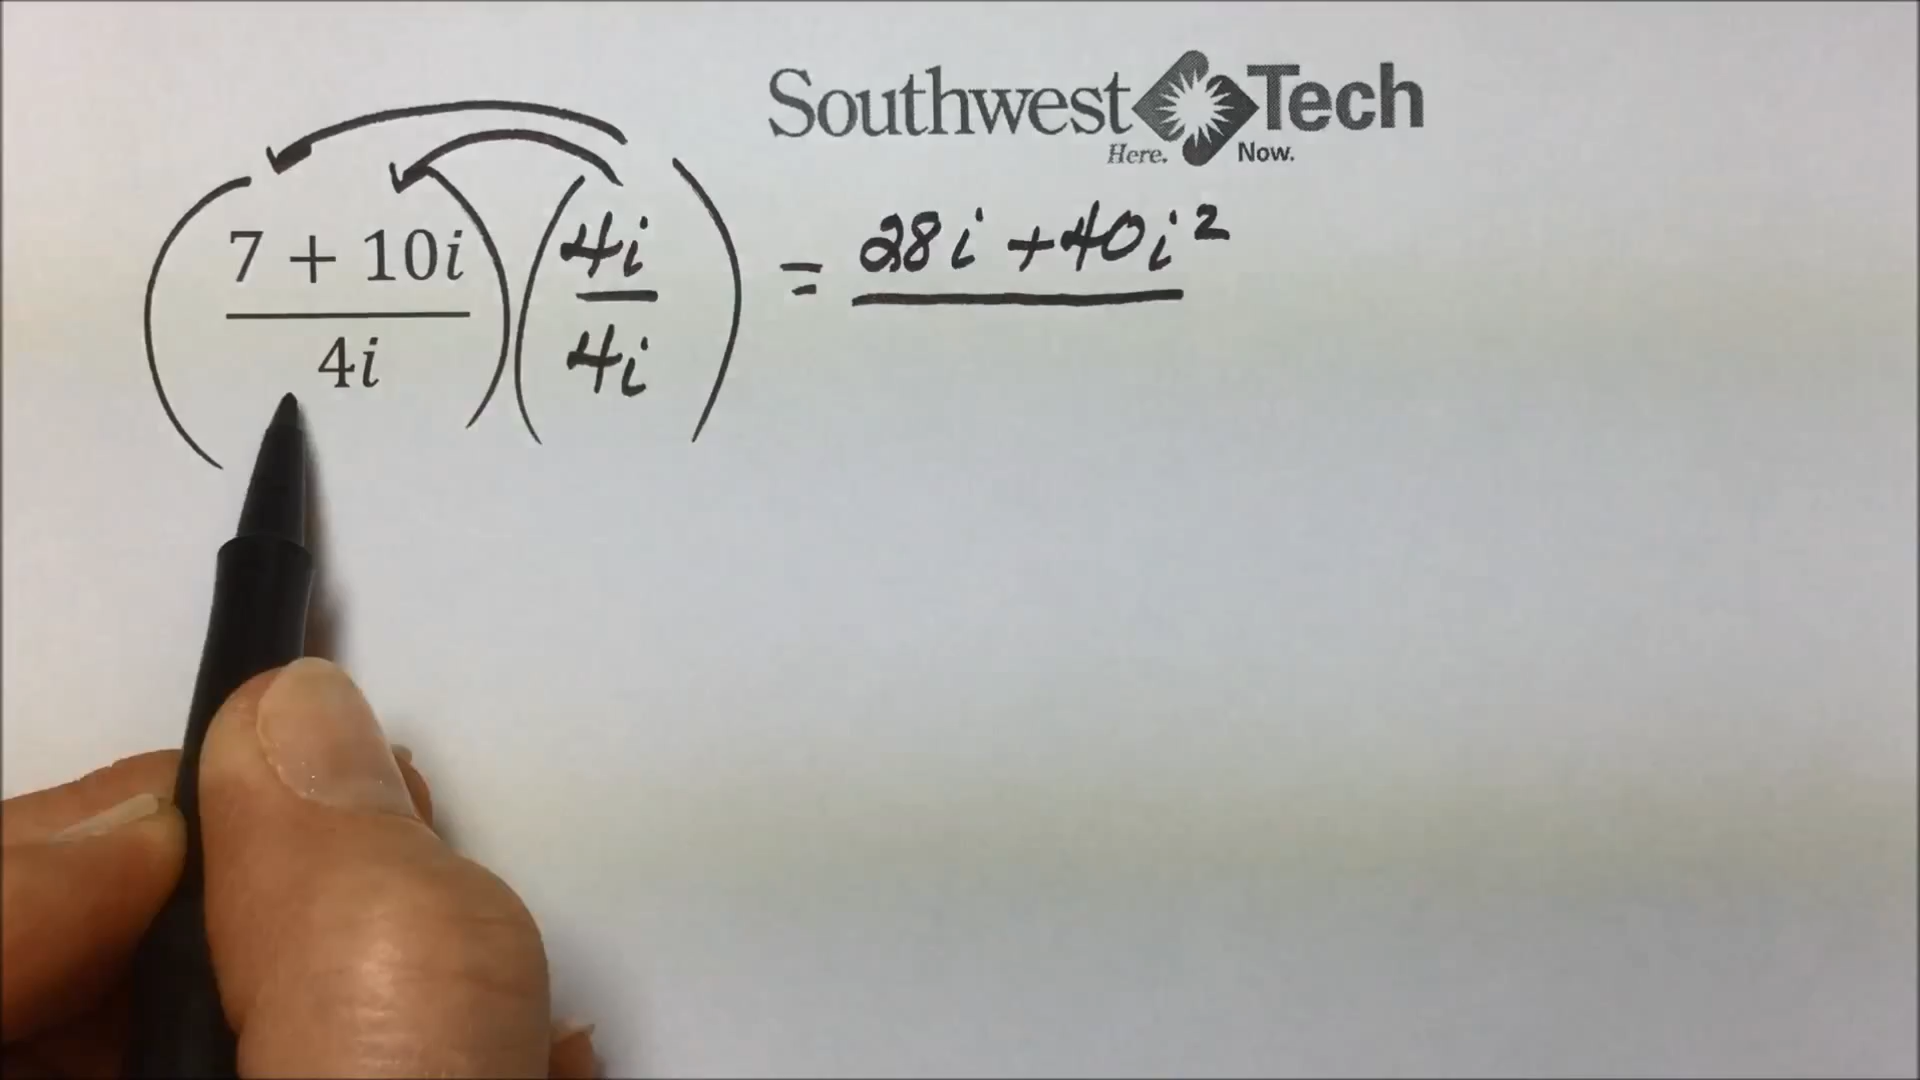 Southwest Tech
Here. Now.
(7 + 10i / 4i)(4i / 4i) = 28i + 40i²